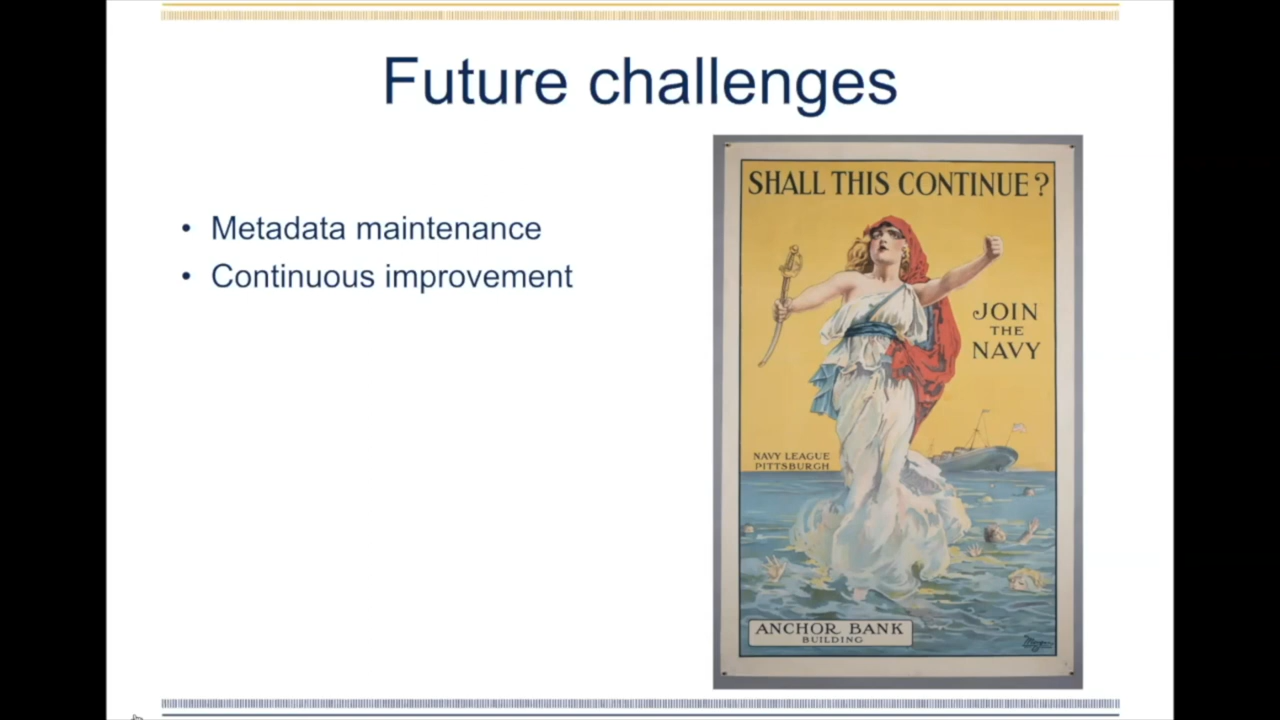 Future challenges
• Metadata maintenance
• Continuous improvement
SHALL THIS CONTINUE?
JOIN
THE
NAVY
NAVY LEAGUE
PITTSBURGH
ANCHOR BANK
BUILDING